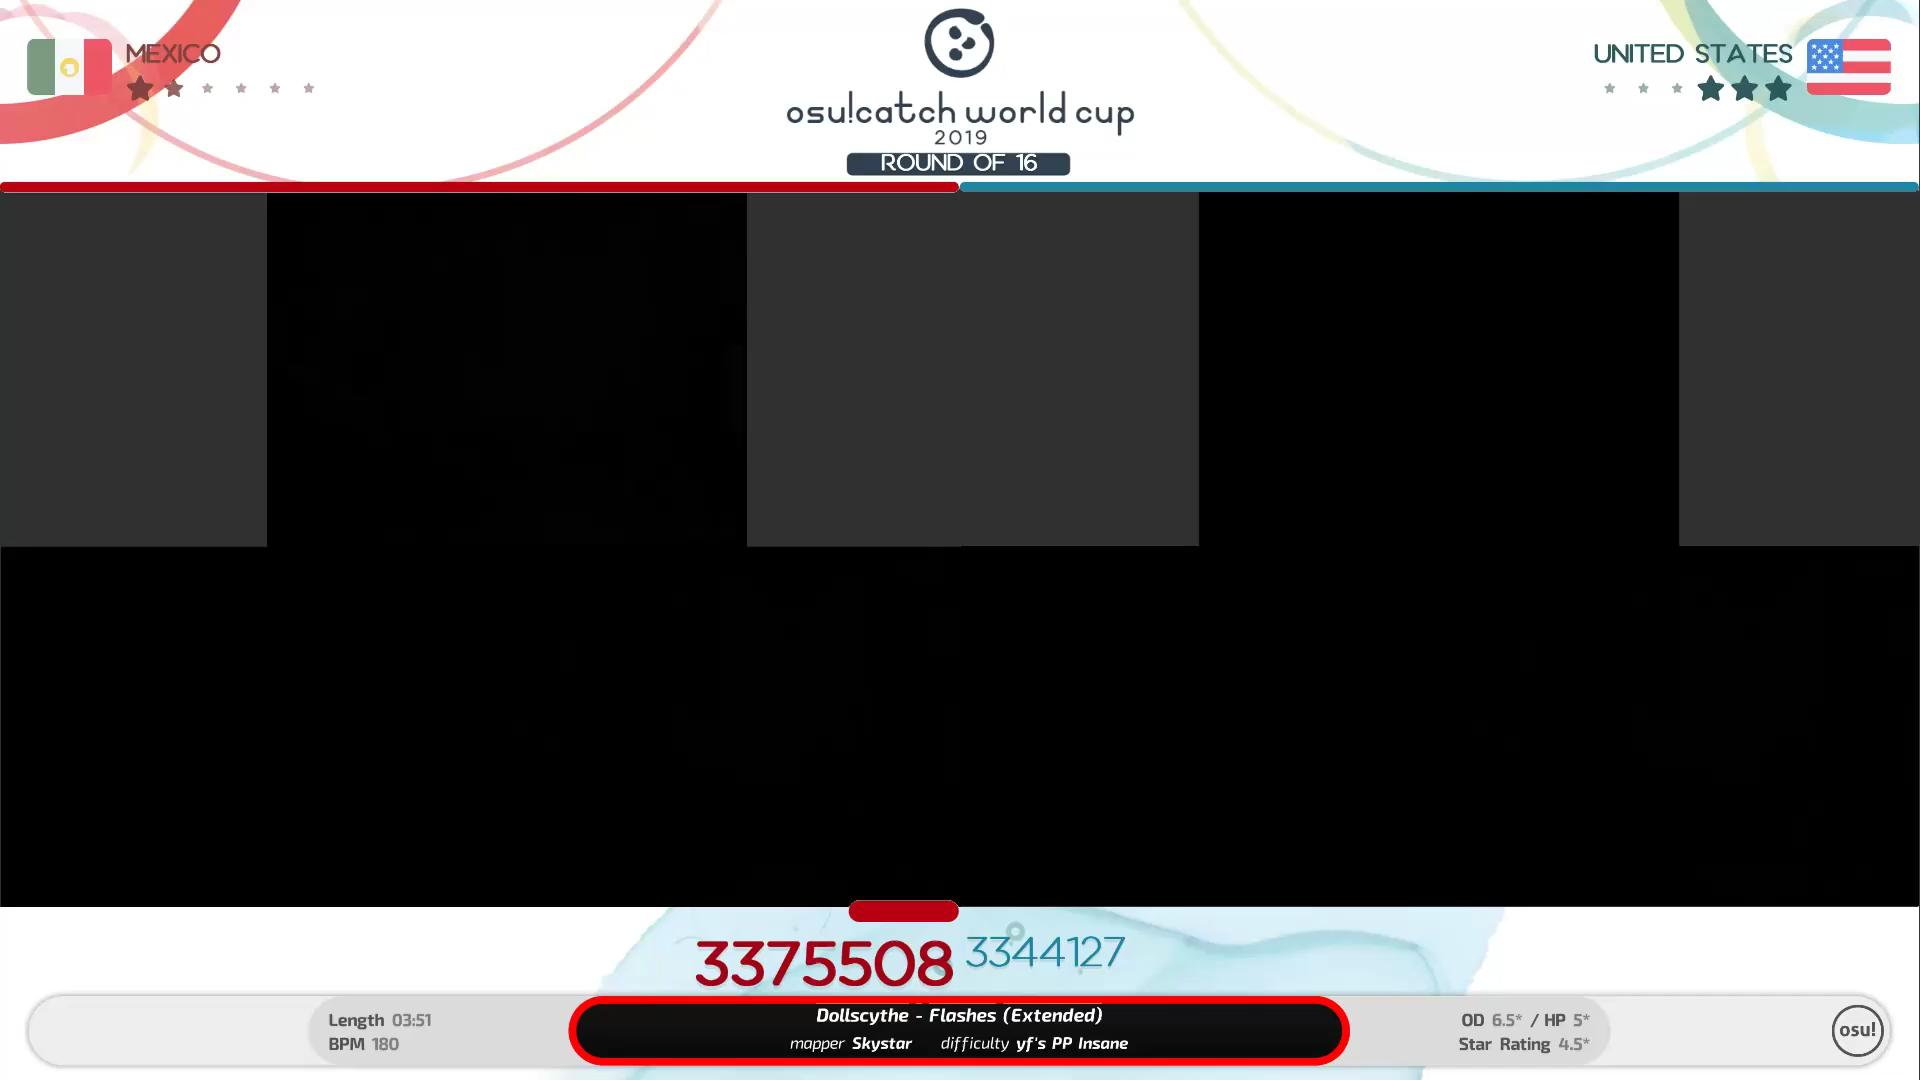 MEXICO
UNITED STATES
osu!catch world cup
2019
ROUND OF 16
3375508
3344127
Length 03:51
BPM 180
Dollscythe - Flashes (Extended)
mapper Skystar difficulty yf's PP Insane
OD 6.5* / HP 5*
Star Rating 4.5*
osu!